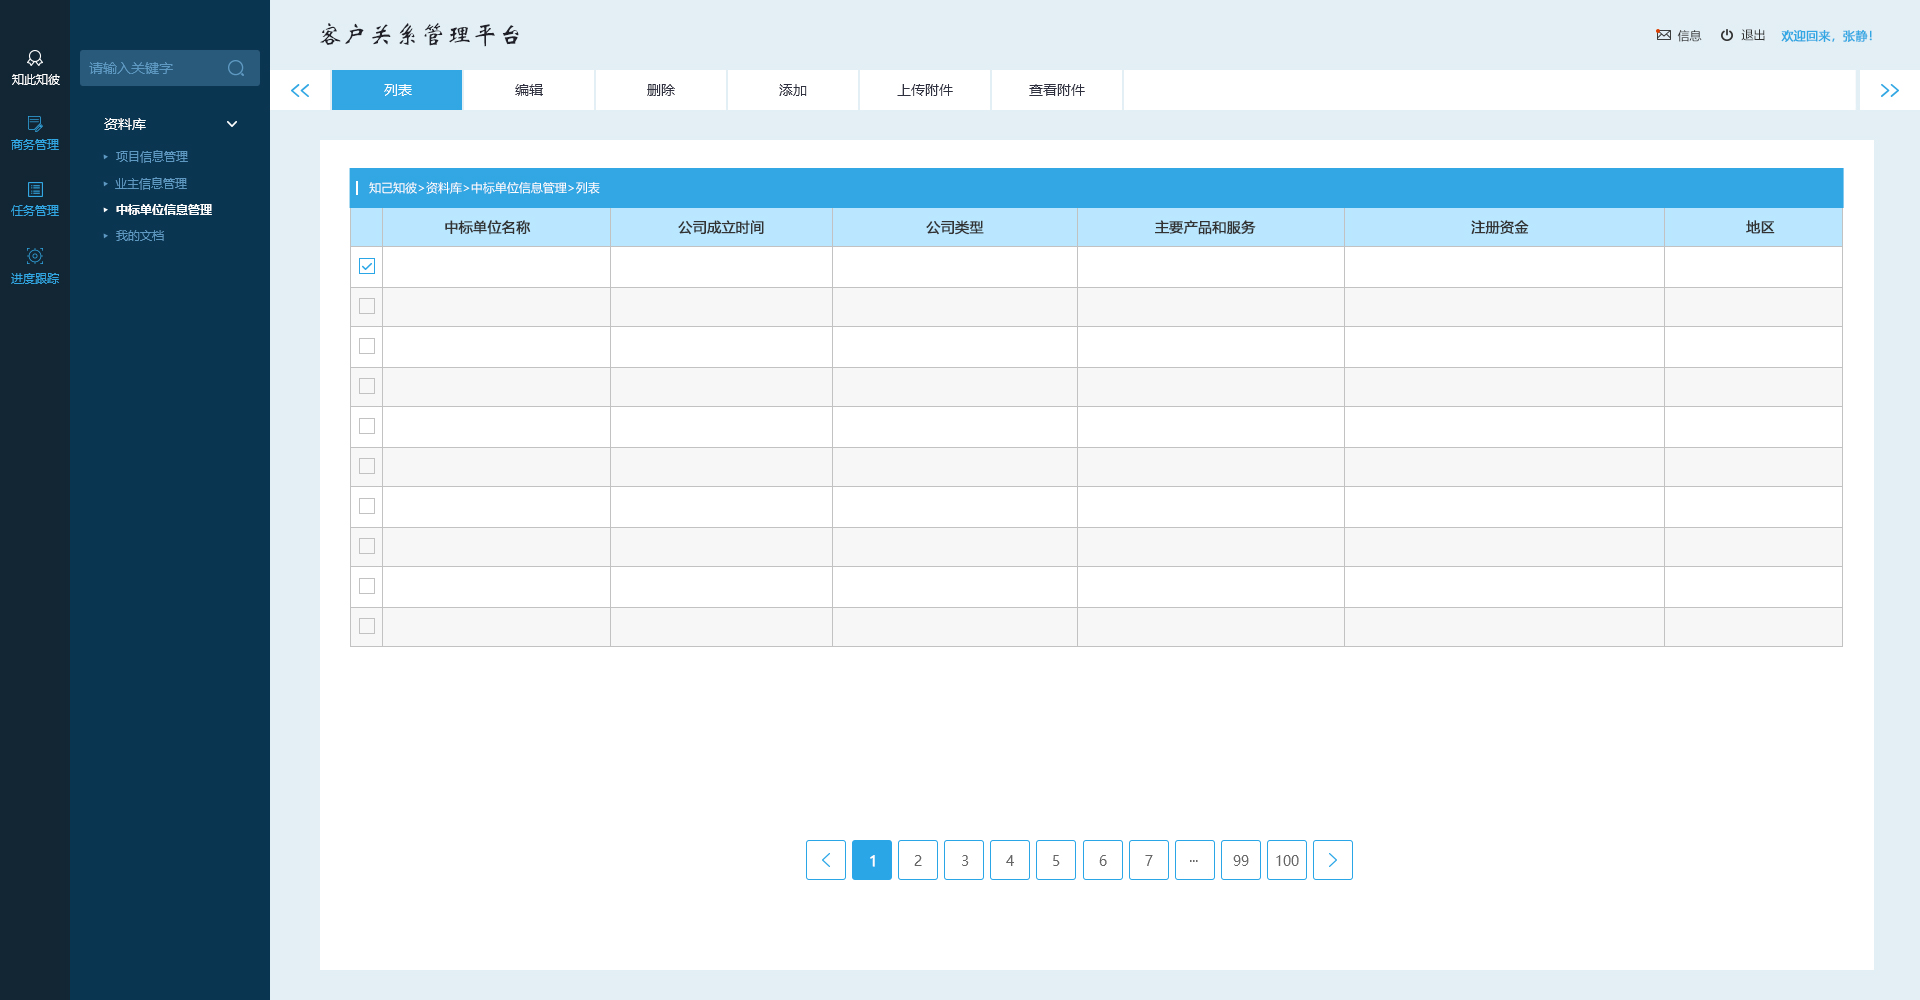 知此知彼
商务管理
任务管理
进度跟踪
请输入关键字
资料库
项目信息管理
业主信息管理
中标单位信息管理
我的文档
客户关系管理平台
信息 退出 欢迎回来，张静！
列表 编辑 删除 添加 上传附件 查看附件
知己知彼>资料库>中标单位信息管理>列表
中标单位名称 公司成立时间 公司类型 主要产品和服务 注册资金 地区
1 2 3 4 5 6 7 ... 99 100